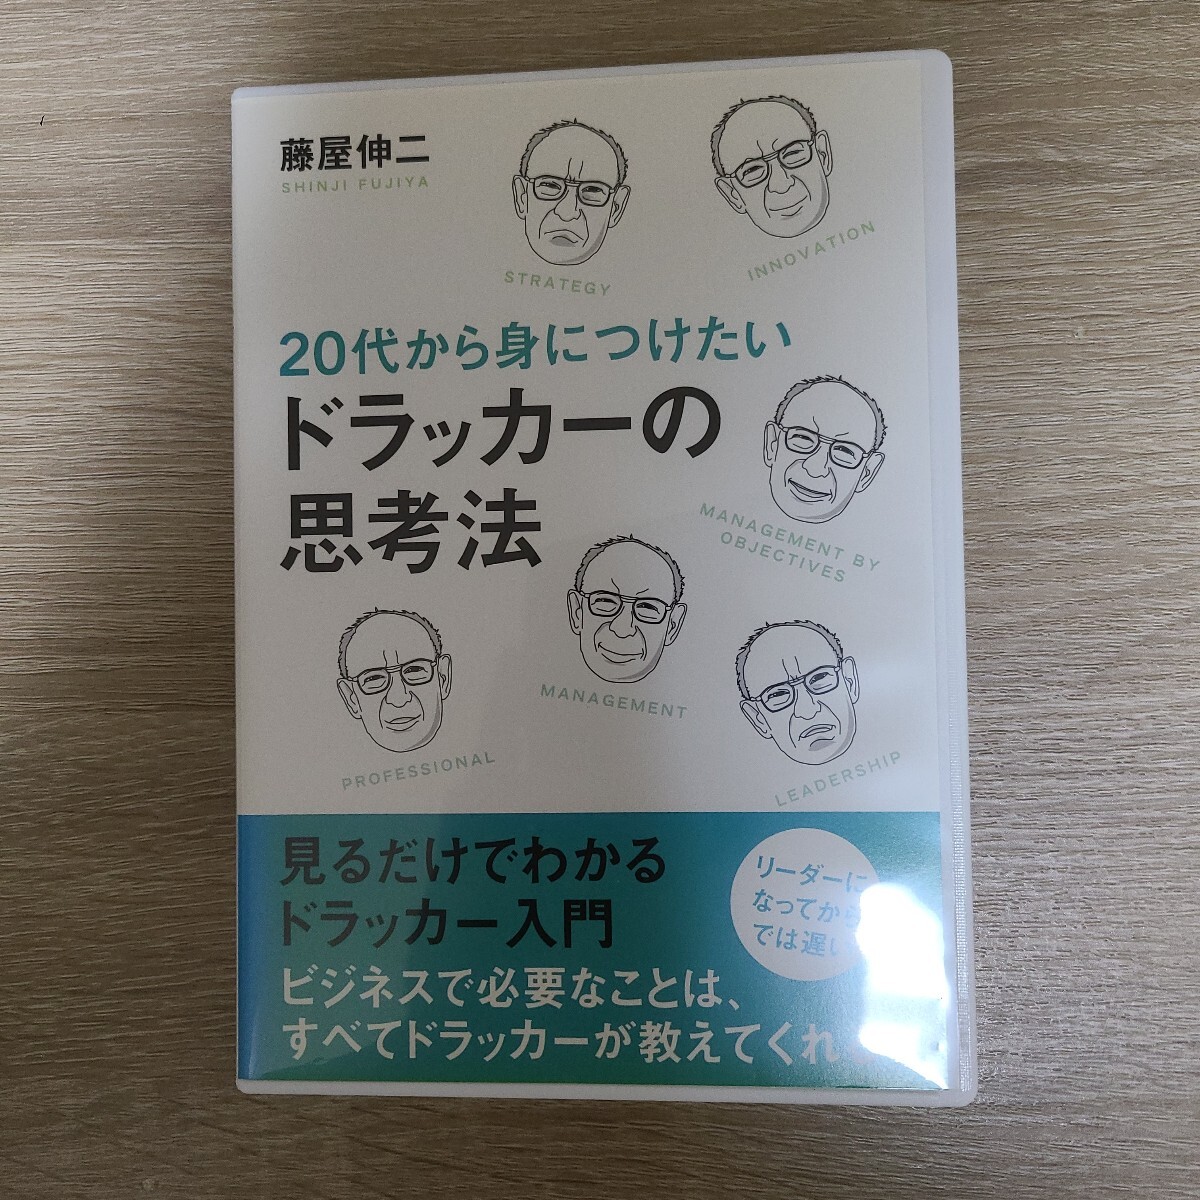 藤屋伸二
SHINJI FUJIYA
STRATEGY
INNOVATION
20代から身につけたい
ドラッカーの
思考法
MANAGEMENT BY
OBJECTIVES
MANAGEMENT
PROFESSIONAL
LEADERSHIP
見るだけでわかる
ドラッカー入門
リーダーに
なってから
では遅い
ビジネスで必要なことは、
すべてドラッカーが教えてくれ